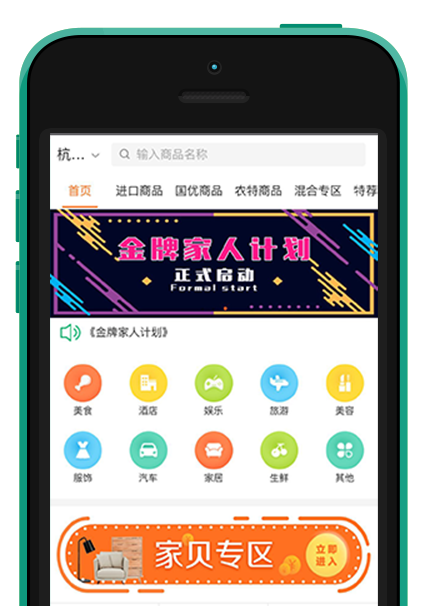 杭... 输入商品名称
首页 进口商品 国优商品 农特商品 混合专区 特荐
金牌家人计划
正式启动
Formal start
《金牌家人计划》
美食 酒店 娱乐 旅游 美容
服饰 汽车 家居 生鲜 其他
家贝专区
立即
进入